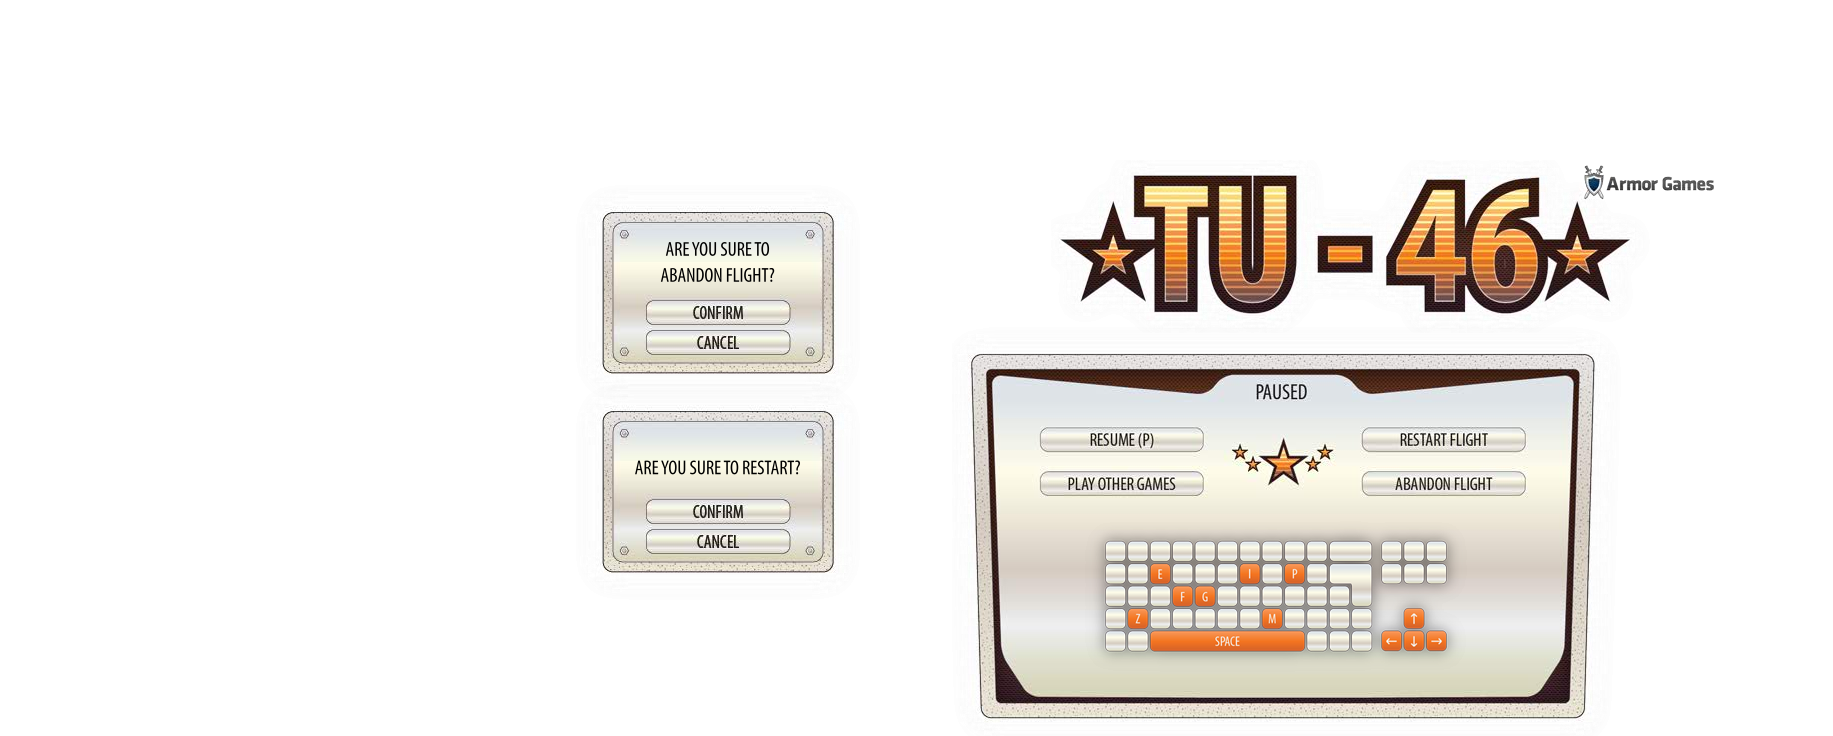 TU - 46
Armor Games
ARE YOU SURE TO
ABANDON FLIGHT?
CONFIRM
CANCEL
ARE YOU SURE TO RESTART?
CONFIRM
CANCEL
PAUSED
RESUME (P)
RESTART FLIGHT
PLAY OTHER GAMES
ABANDON FLIGHT
E I P
F G
Z M ↑
SPACE ← ↓ →